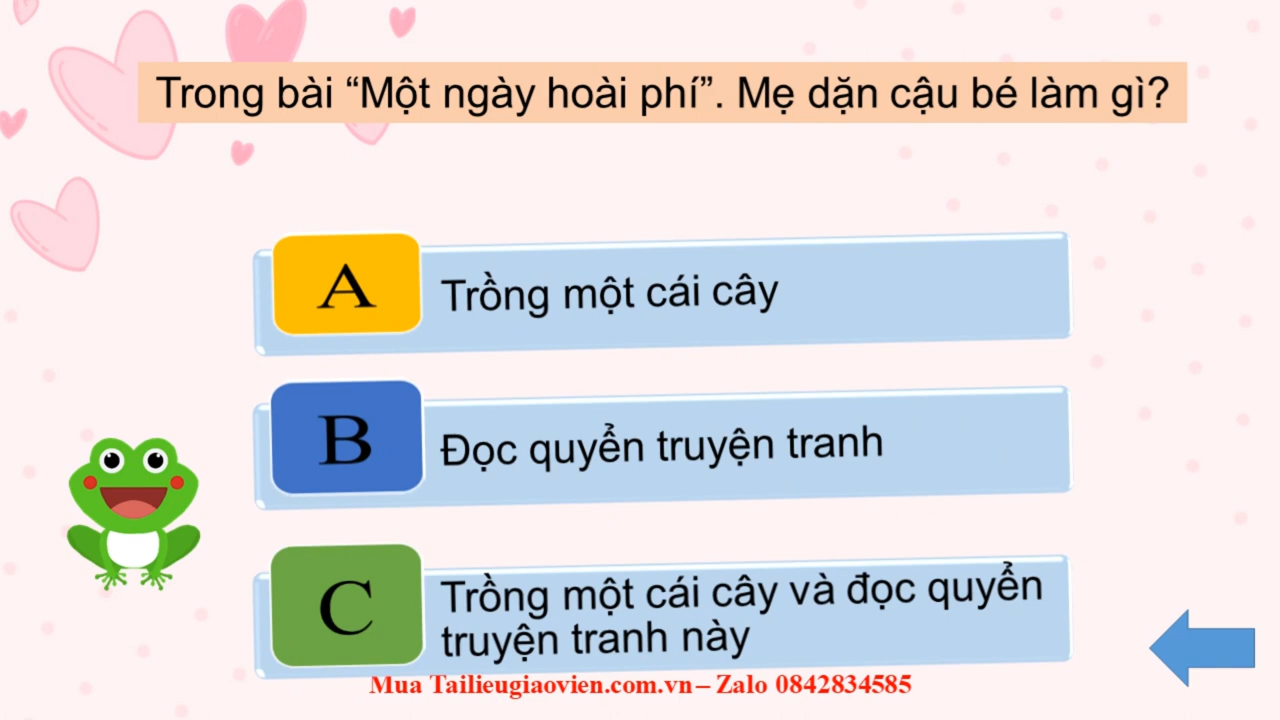 Trong bài “Một ngày hoài phí”. Mẹ dặn cậu bé làm gì?
A
Trồng một cái cây
B
Đọc quyển truyện tranh
C
Trồng một cái cây và đọc quyển
truyện tranh này
Mua Tailieugiaovien.com.vn – Zalo 0842834585